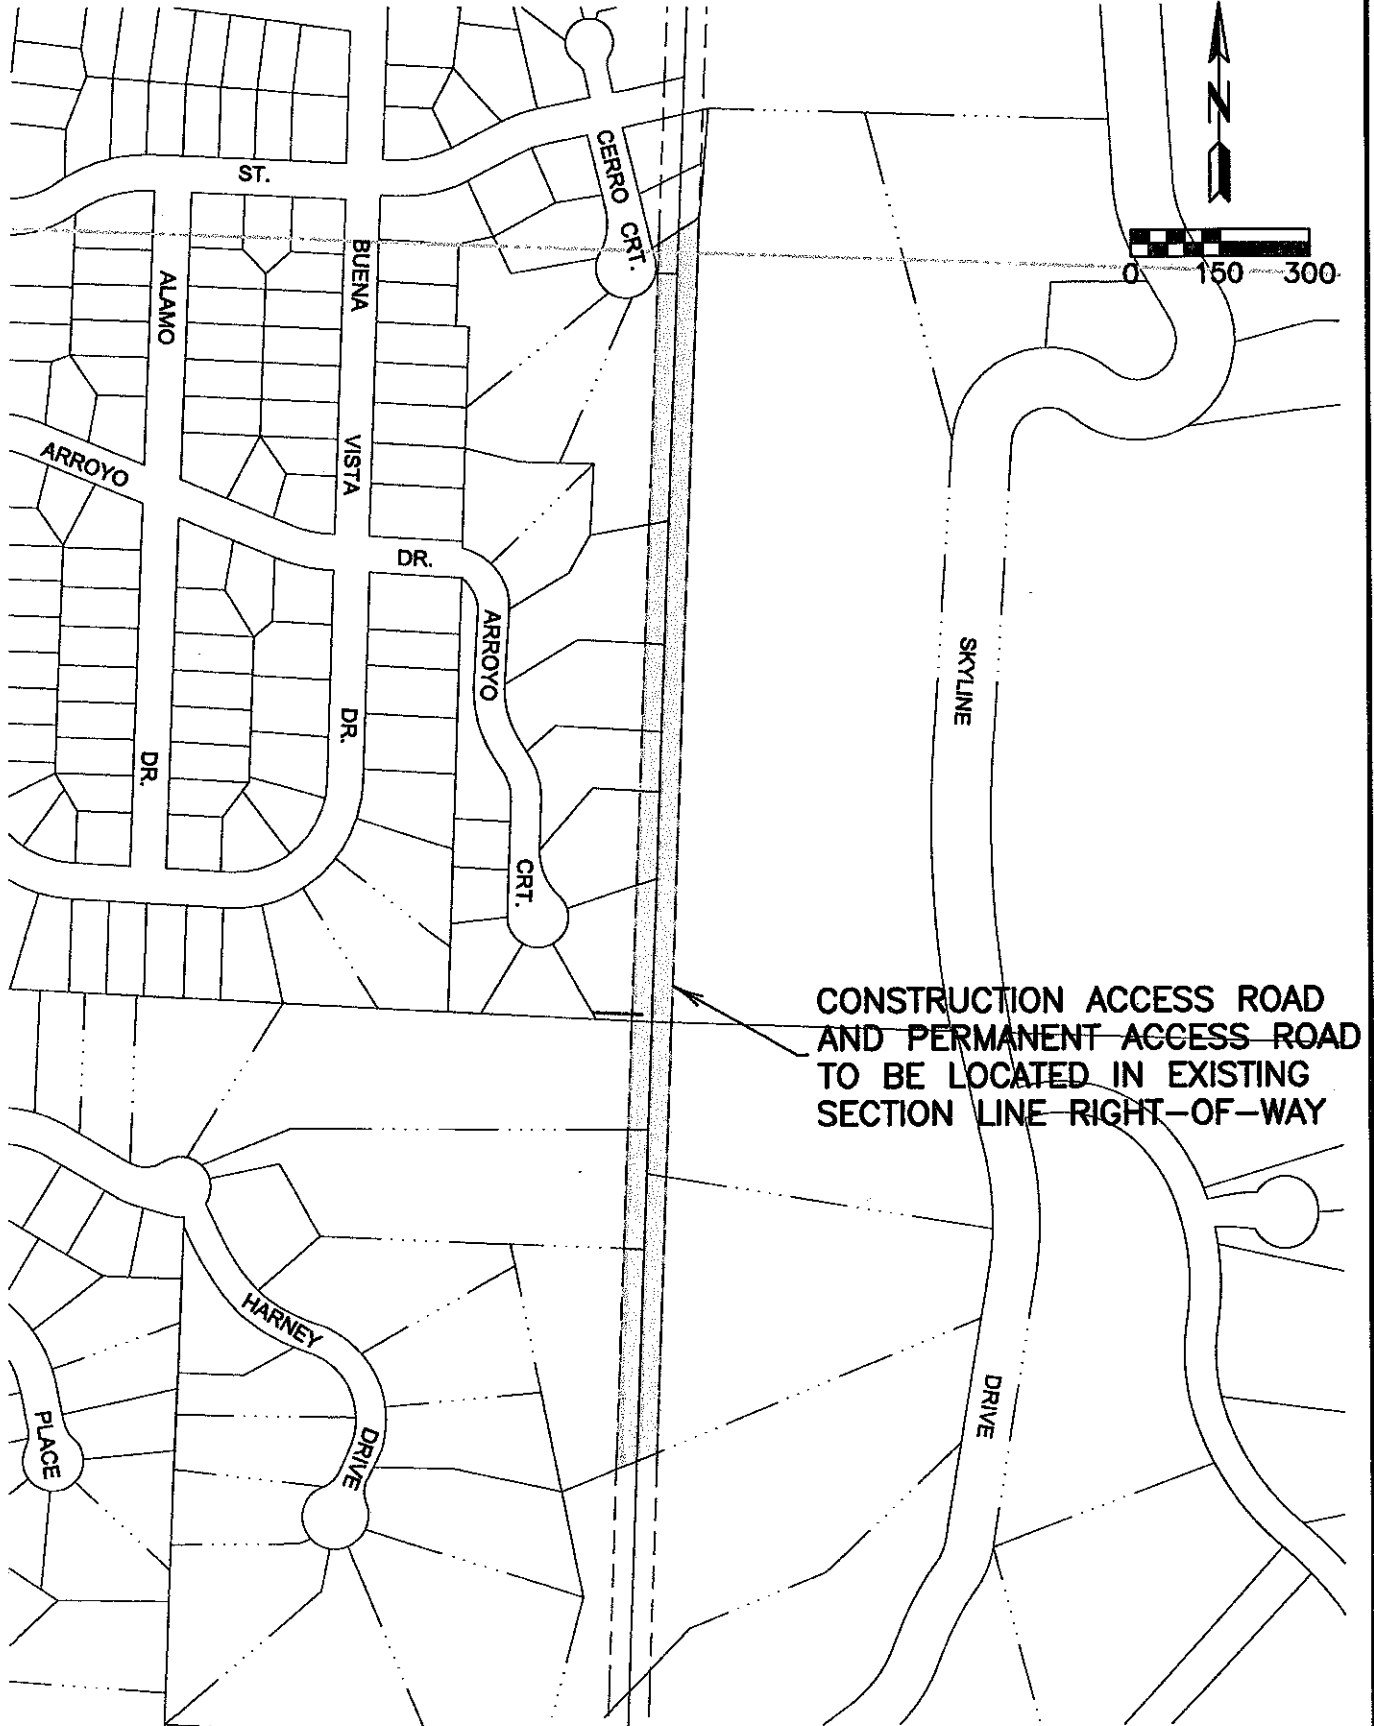 N
ST.
CERRO CRT.
0 150 300
BUENA
ALAMO
VISTA
ARROYO
DR.
ARROYO
SKYLINE
DR.
DR.
CRT.
CONSTRUCTION ACCESS ROAD
AND PERMANENT ACCESS ROAD
TO BE LOCATED IN EXISTING
SECTION LINE RIGHT-OF-WAY
HARNEY
DRIVE
PLACE
DRIVE